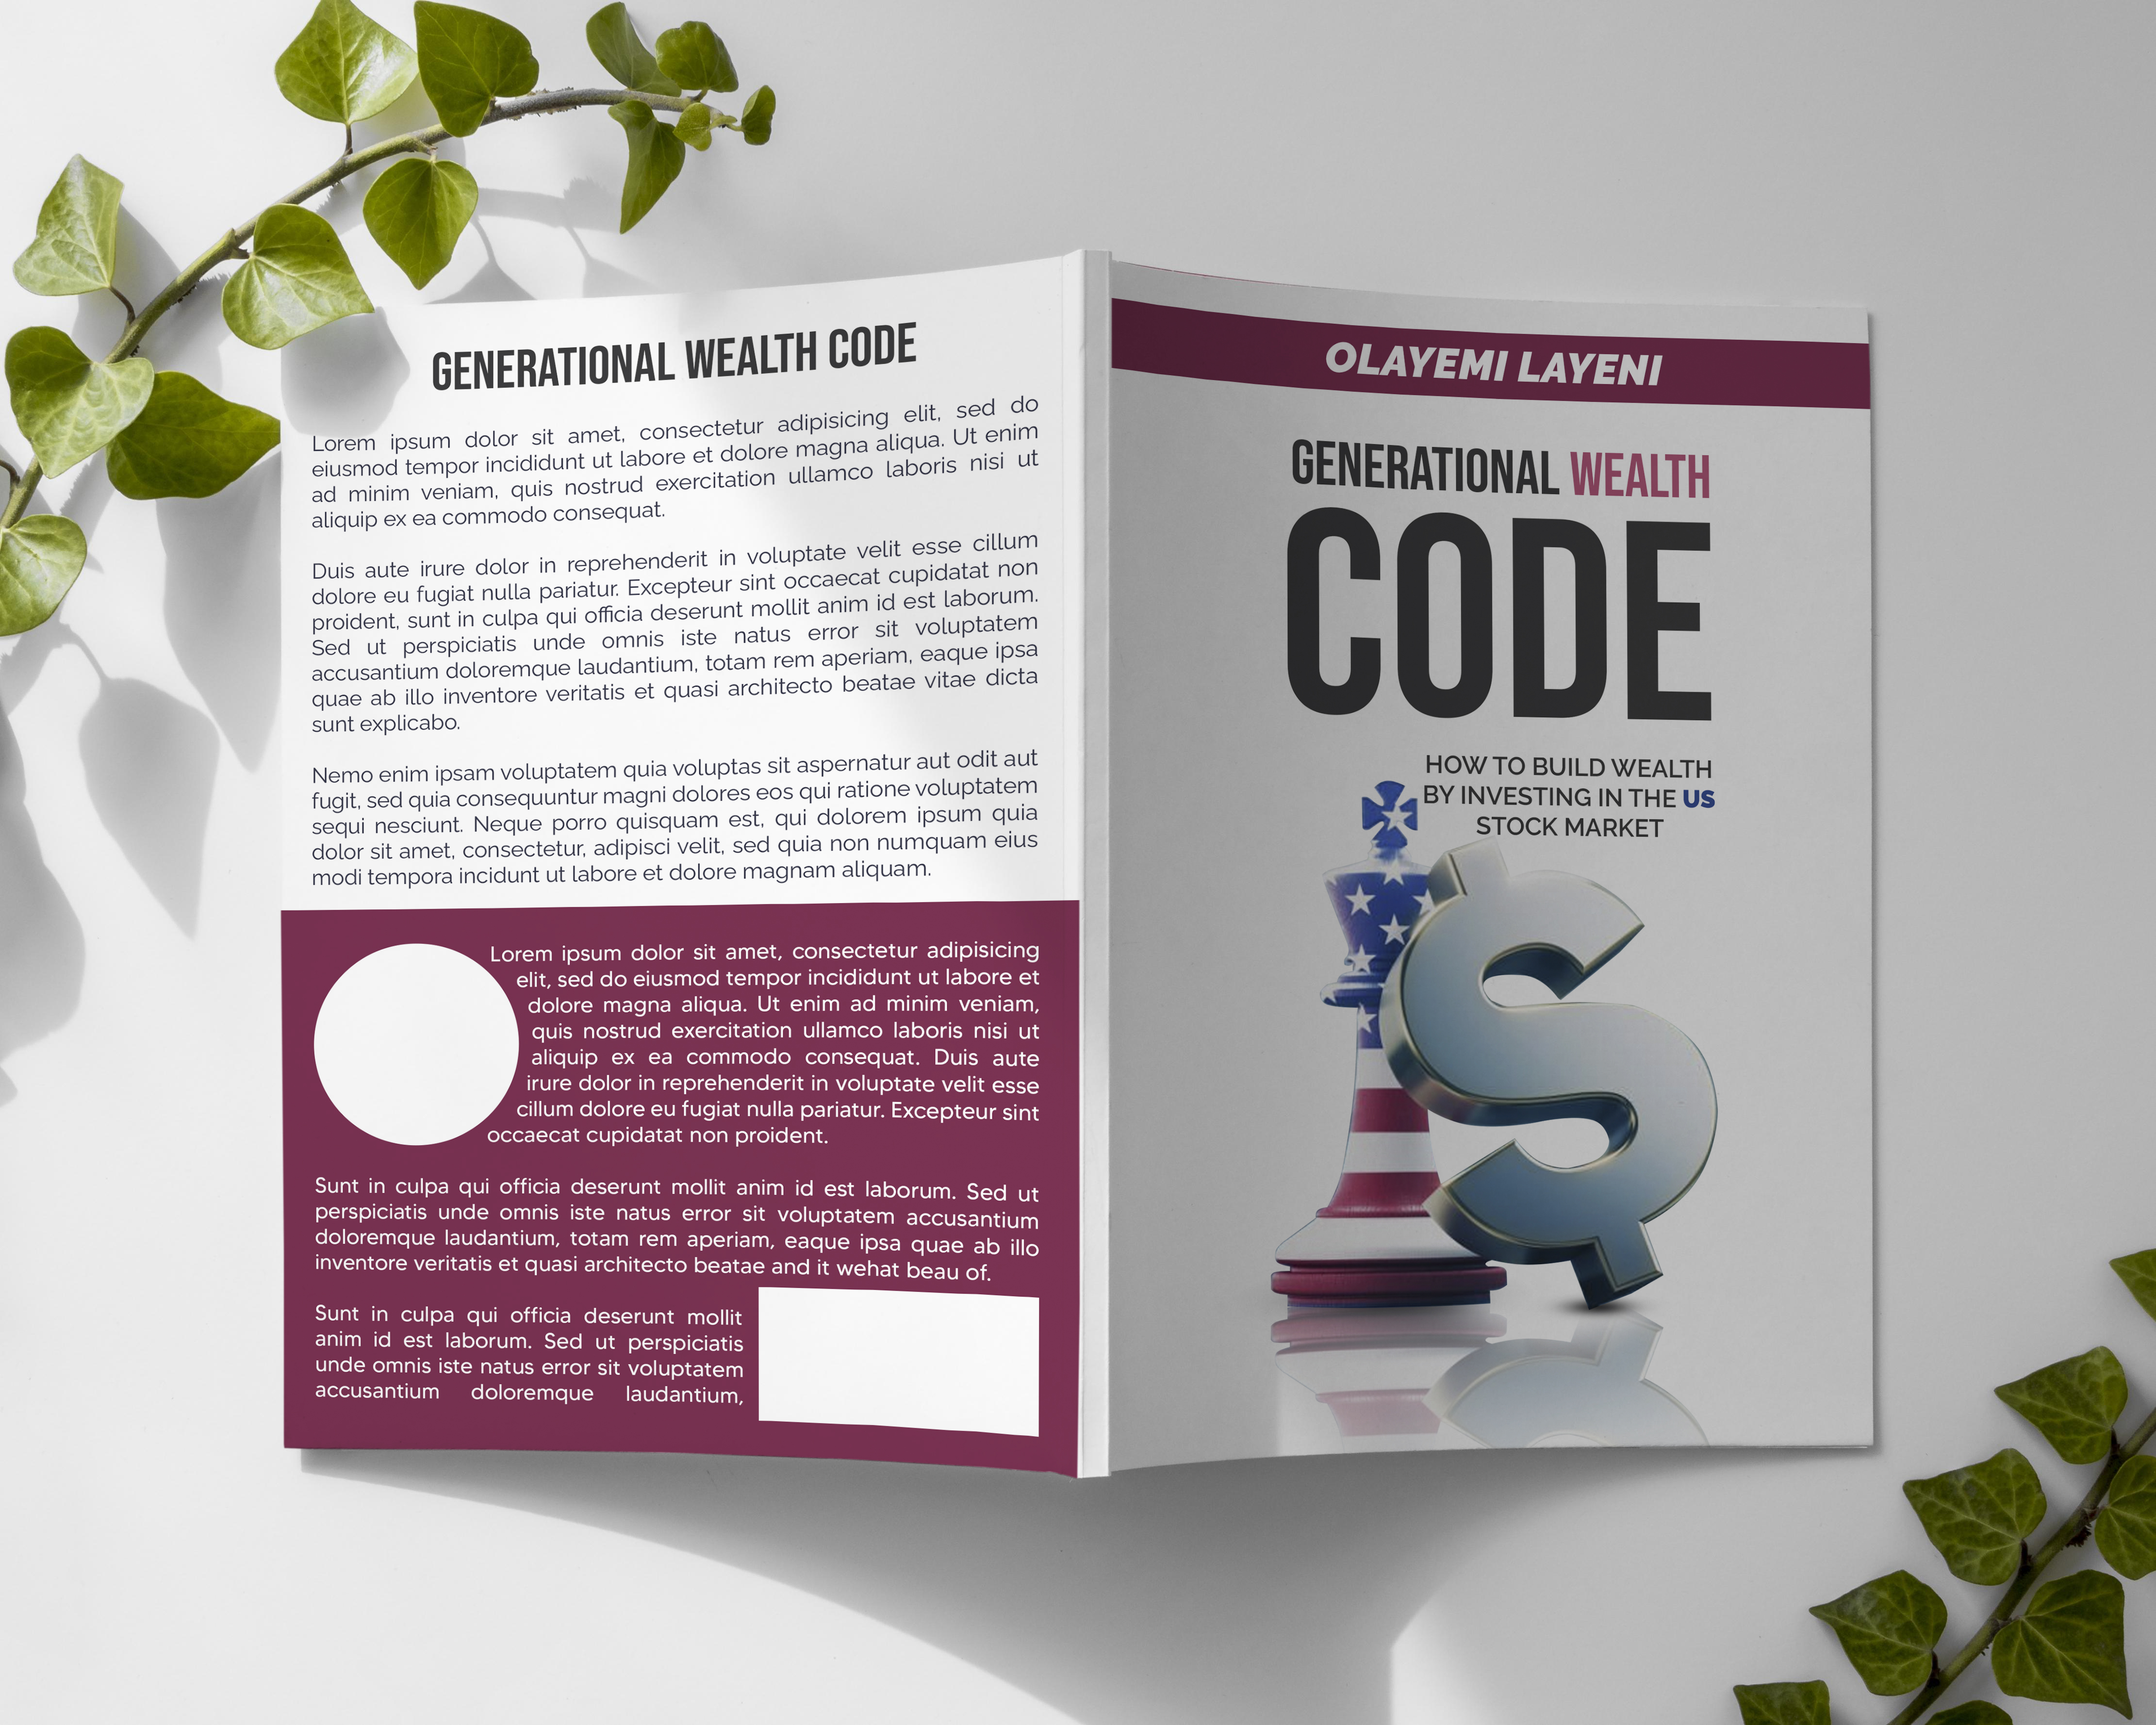 GENERATIONAL WEALTH CODE
Lorem ipsum dolor sit amet, consectetur adipisicing elit, sed do
eiusmod tempor incididunt ut labore et dolore magna aliqua. Ut enim
ad minim veniam, quis nostrud exercitation ullamco laboris nisi ut
aliquip ex ea commodo consequat.
Duis aute irure dolor in reprehenderit in voluptate velit esse cillum
dolore eu fugiat nulla pariatur. Excepteur sint occaecat cupidatat non
proident, sunt in culpa qui officia deserunt mollit anim id est laborum.
Sed ut perspiciatis unde omnis iste natus error sit voluptatem
accusantium doloremque laudantium, totam rem aperiam, eaque ipsa
quae ab illo inventore veritatis et quasi architecto beatae vitae dicta
sunt explicabo.
Nemo enim ipsam voluptatem quia voluptas sit aspernatur aut odit aut
fugit, sed quia consequuntur magni dolores eos qui ratione voluptatem
sequi nesciunt. Neque porro quisquam est, qui dolorem ipsum quia
dolor sit amet, consectetur, adipisci velit, sed quia non numquam eius
modi tempora incidunt ut labore et dolore magnam aliquam.
Lorem ipsum dolor sit amet, consectetur adipisicing
elit, sed do eiusmod tempor incididunt ut labore et
dolore magna aliqua. Ut enim ad minim veniam,
quis nostrud exercitation ullamco laboris nisi ut
aliquip ex ea commodo consequat. Duis aute
irure dolor in reprehenderit in voluptate velit esse
cillum dolore eu fugiat nulla pariatur. Excepteur sint
occaecat cupidatat non proident.
Sunt in culpa qui officia deserunt mollit anim id est laborum. Sed ut
perspiciatis unde omnis iste natus error sit voluptatem accusantium
doloremque laudantium, totam rem aperiam, eaque ipsa quae ab illo
inventore veritatis et quasi architecto beatae and it wehat beau of.
Sunt in culpa qui officia deserunt mollit
anim id est laborum. Sed ut perspiciatis
unde omnis iste natus error sit voluptatem
accusantium doloremque laudantium,
OLAYEMI LAYENI
GENERATIONAL WEALTH
CODE
HOW TO BUILD WEALTH
BY INVESTING IN THE US
STOCK MARKET
$